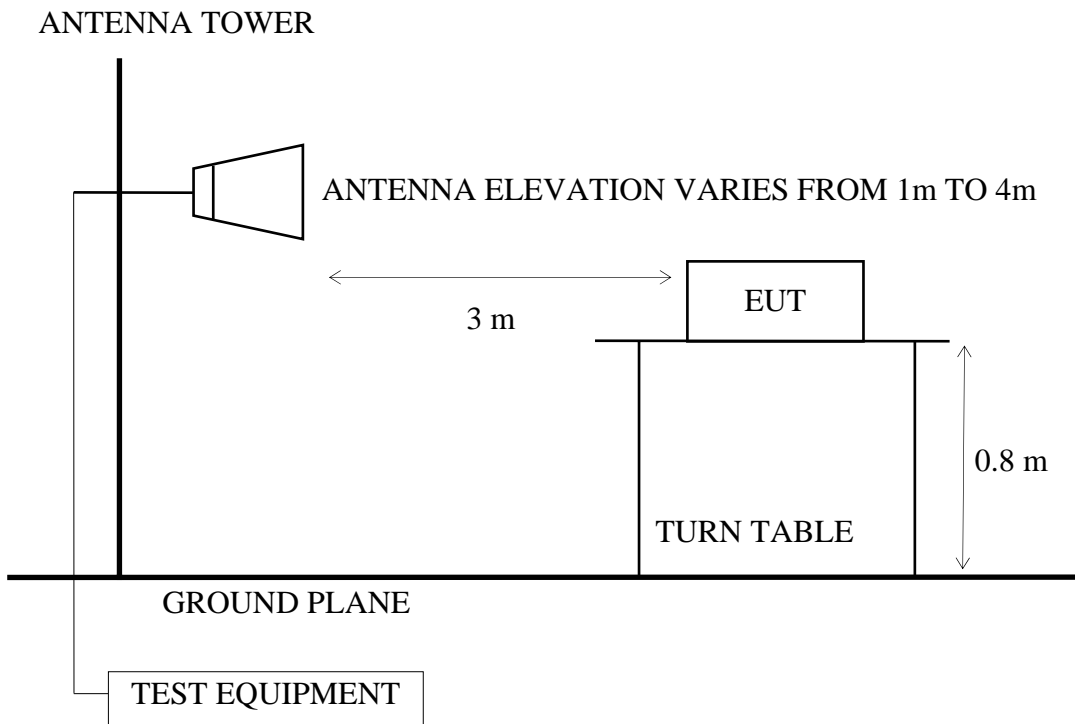 ANTENNA TOWER
ANTENNA ELEVATION VARIES FROM 1m TO 4m
EUT
3 m
0.8 m
TURN TABLE
GROUND PLANE
TEST EQUIPMENT